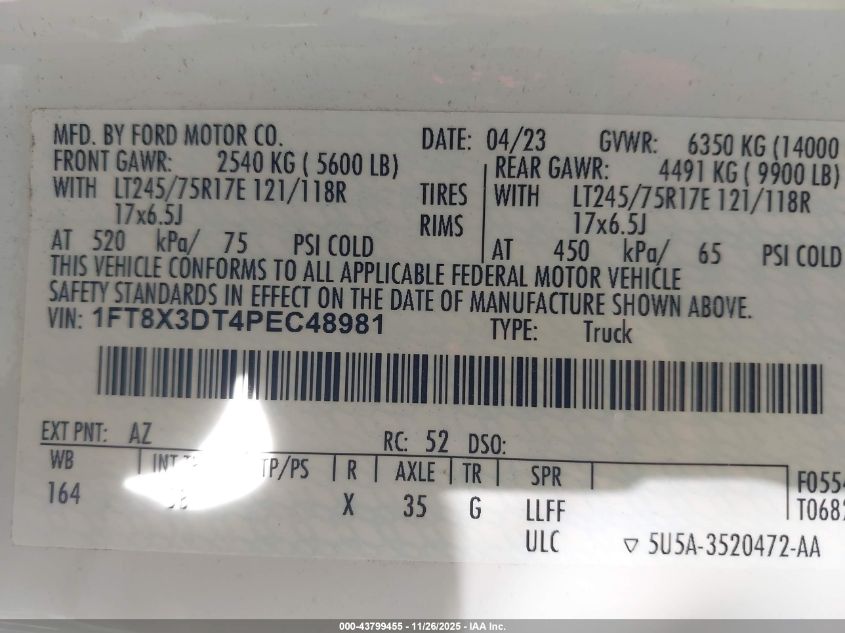 MFD. BY FORD MOTOR CO. DATE: 04/23 GVWR: 6350 KG (14000
FRONT GAWR: 2540 KG ( 5600 LB) REAR GAWR: 4491 KG ( 9900 LB)
WITH LT245/75R17E 121/118R TIRES WITH LT245/75R17E 121/118R
17x6.5J RIMS 17x6.5J
AT 520 kPa/ 75 PSI COLD AT 450 kPa/ 65 PSI COLD
THIS VEHICLE CONFORMS TO ALL APPLICABLE FEDERAL MOTOR VEHICLE
SAFETY STANDARDS IN EFFECT ON THE DATE OF MANUFACTURE SHOWN ABOVE.
VIN: 1FT8X3DT4PEC48981 TYPE: Truck
EXT PNT: AZ RC: 52 DSO:
WB INT TP/PS R AXLE TR SPR F0554
164 X 35 G LLFF T0682
ULC ▽ 5U5A-3520472-AA
000-43799455 - 11/26/2025 - IAA Inc.